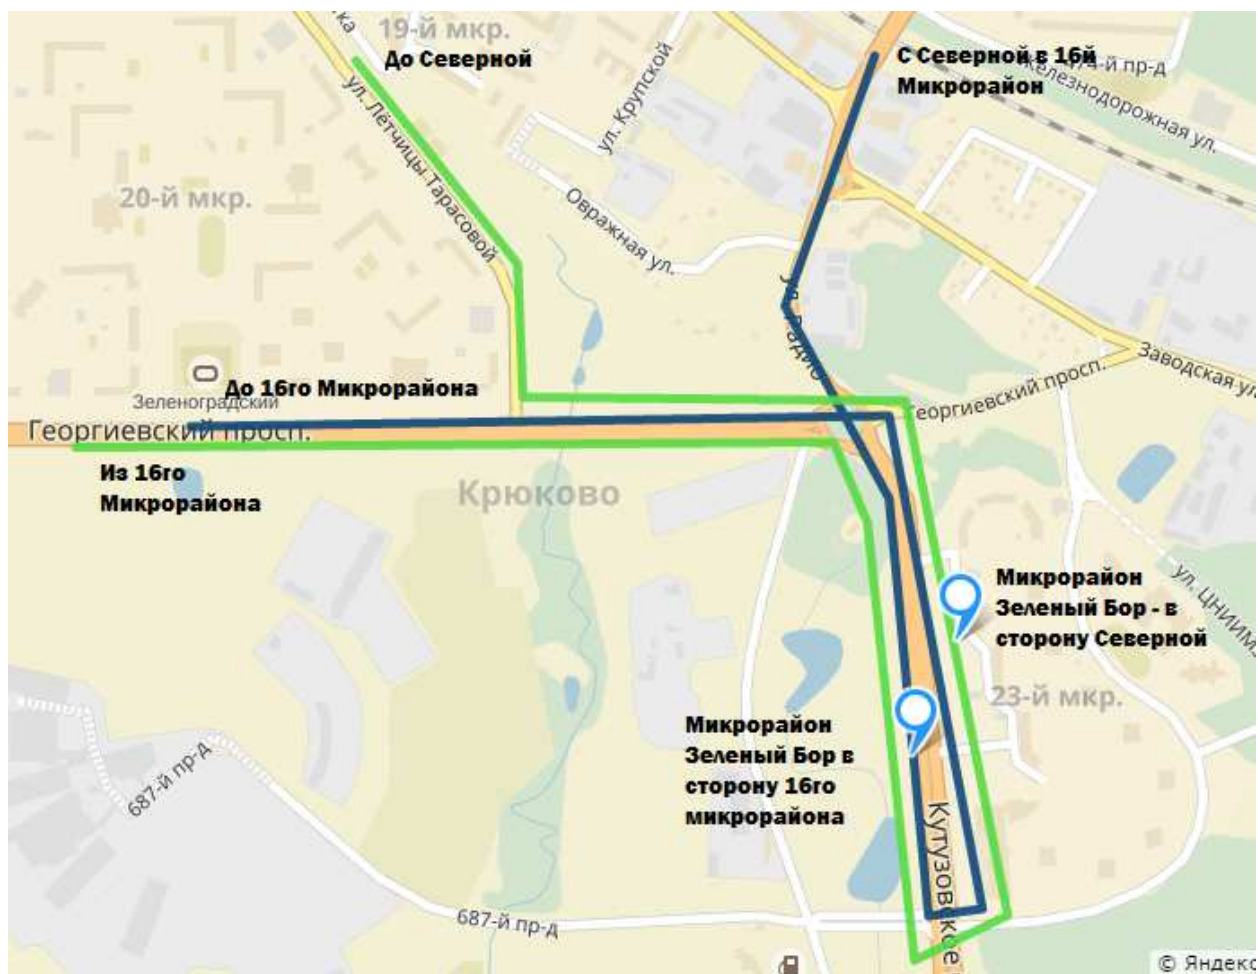 19-й мкр.
До Северной
ул. Крупской
С Северной в 16й
Микрорайон
Железнодорожная ул.
ул. Лётчицы Тарасовой
20-й мкр.
Овражная ул.
ул. Радио
Заводская ул.
До 16го Микрорайона
Зеленоградский
Георгиевский просп.
Георгиевский просп.
Из 16го
Микрорайона
Крюково
Микрорайон
Зеленый Бор - в
сторону Северной
ул. ЦНИИМЭ
23-й мкр.
Микрорайон
Зеленый Бор в
сторону 16го
микрорайона
687-й пр-д
Кутузовское
687-й пр-д
© Яндекс